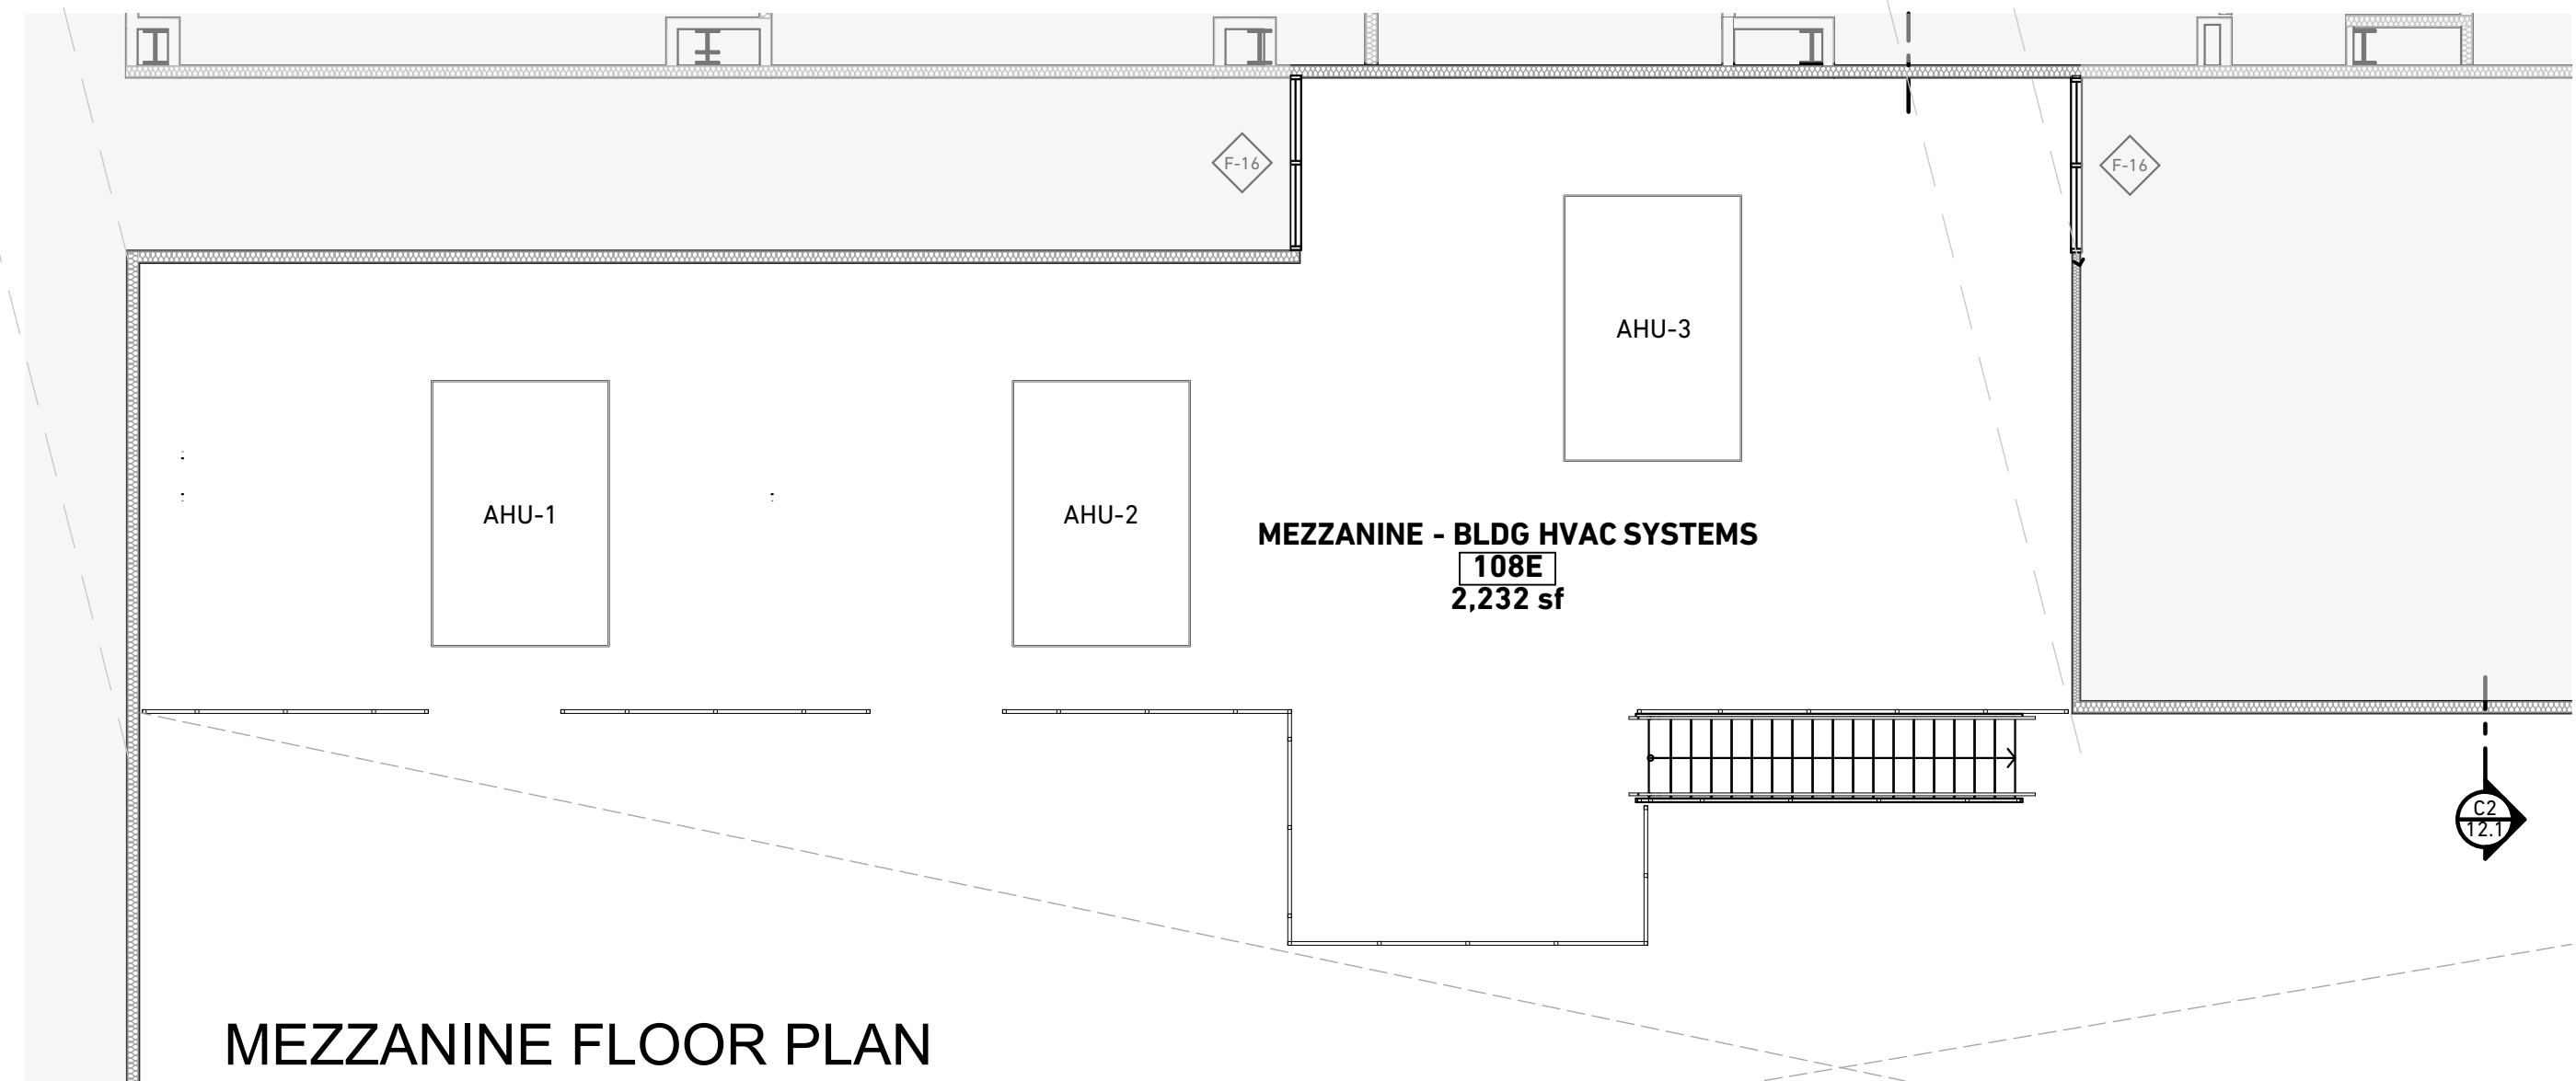 F-16
F-16
AHU-3
AHU-1
AHU-2
MEZZANINE - BLDG HVAC SYSTEMS
108E
2,232 sf
C2
12.1
MEZZANINE FLOOR PLAN